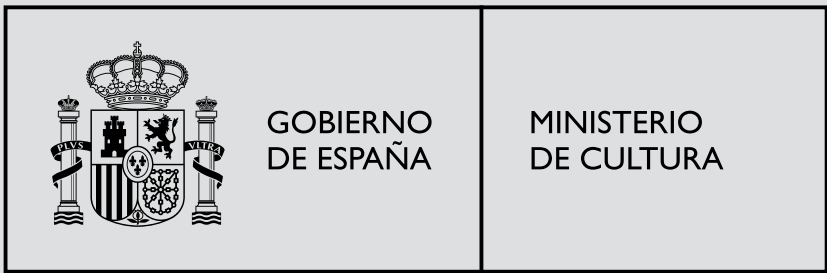 PLVS VLTRA
GOBIERNO
DE ESPAÑA
MINISTERIO
DE CULTURA